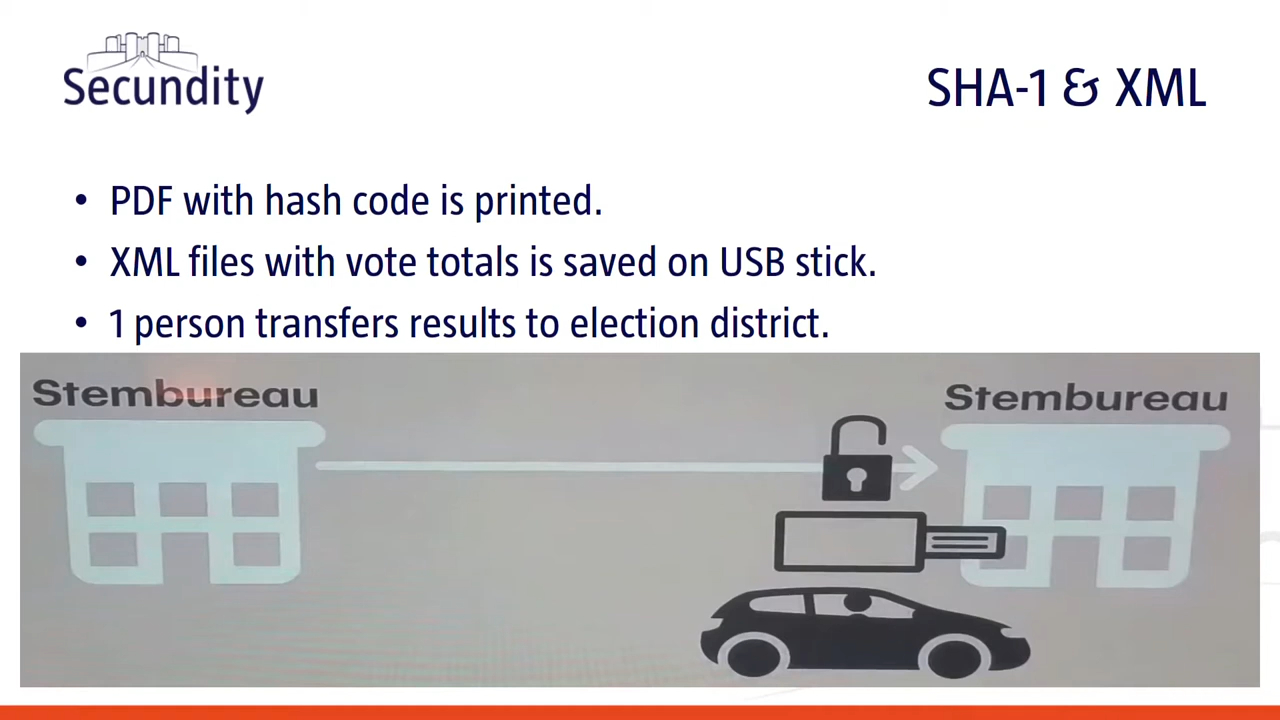 Secundity
SHA-1 & XML
• PDF with hash code is printed.
• XML files with vote totals is saved on USB stick.
• 1 person transfers results to election district.
Stembureau
Stembureau